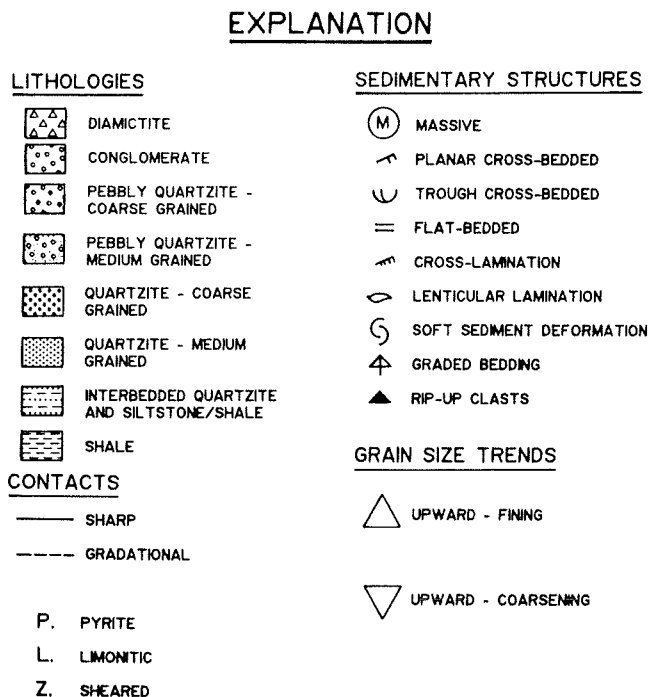 EXPLANATION
LITHOLOGIES
DIAMICTITE
CONGLOMERATE
PEBBLY QUARTZITE -
COARSE GRAINED
PEBBLY QUARTZITE -
MEDIUM GRAINED
QUARTZITE - COARSE
GRAINED
QUARTZITE - MEDIUM
GRAINED
INTERBEDDED QUARTZITE
AND SILTSTONE/SHALE
SHALE
CONTACTS
SHARP
GRADATIONAL
P. PYRITE
L. LIMONITIC
Z. SHEARED
SEDIMENTARY STRUCTURES
M MASSIVE
PLANAR CROSS-BEDDED
TROUGH CROSS-BEDDED
FLAT-BEDDED
CROSS-LAMINATION
LENTICULAR LAMINATION
SOFT SEDIMENT DEFORMATION
GRADED BEDDING
RIP-UP CLASTS
GRAIN SIZE TRENDS
UPWARD - FINING
UPWARD - COARSENING